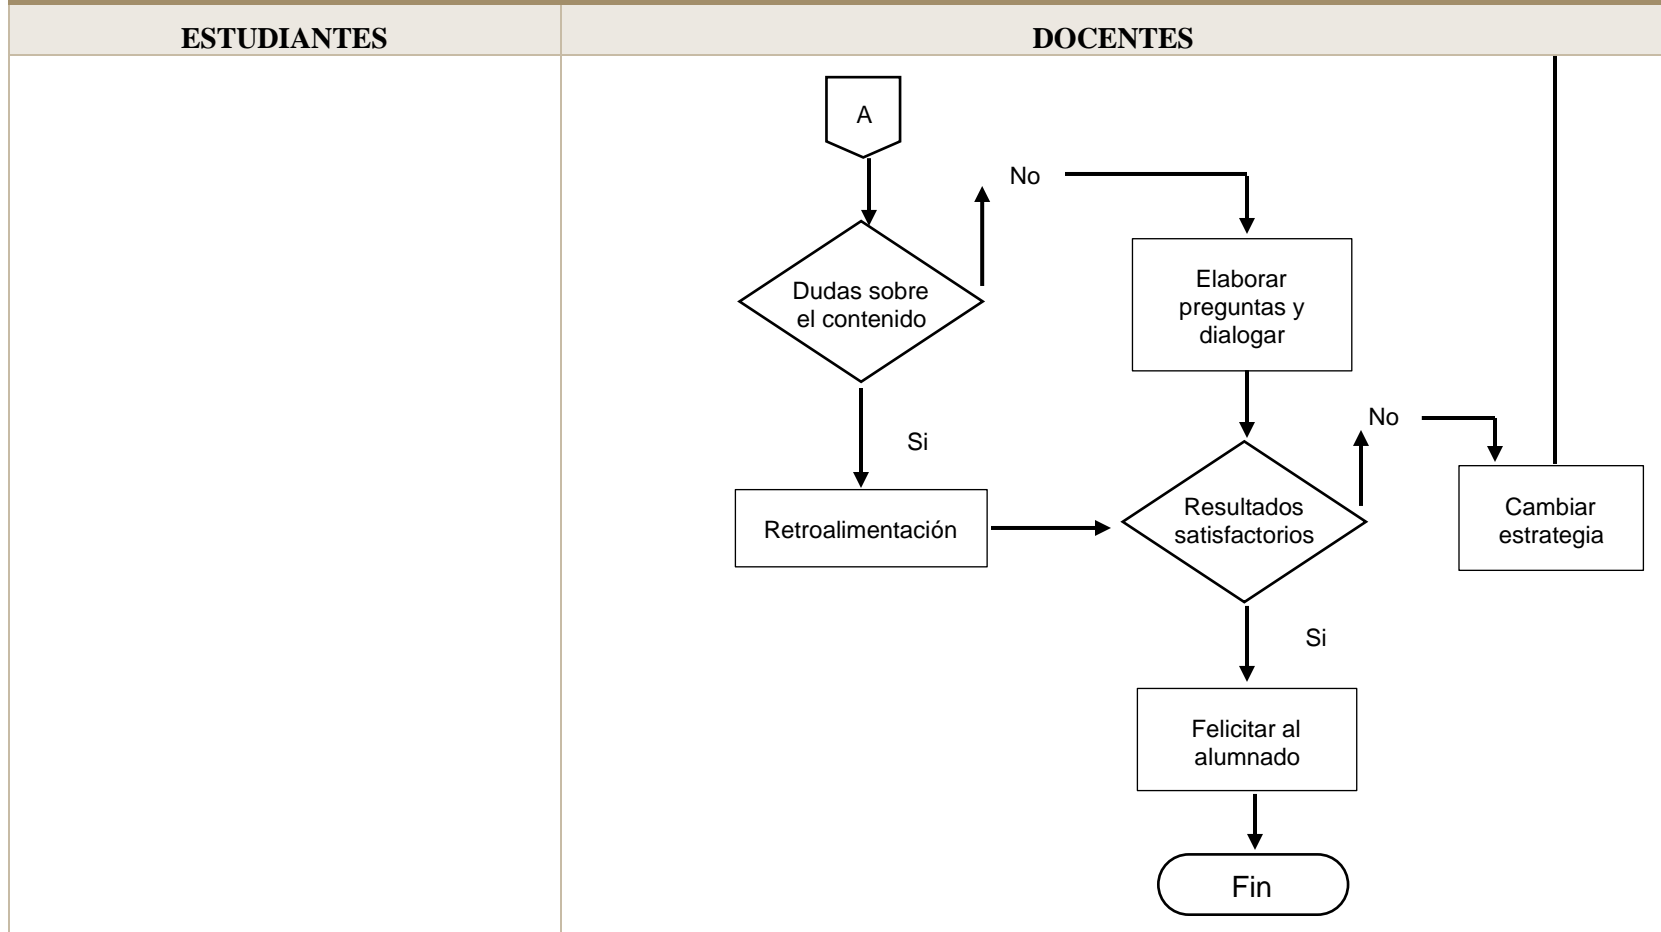 ESTUDIANTES
DOCENTES
A
No
Dudas sobre
el contenido
Elaborar
preguntas y
dialogar
Si
No
Retroalimentación
Resultados
satisfactorios
Cambiar
estrategia
Si
Felicitar al
alumnado
Fin